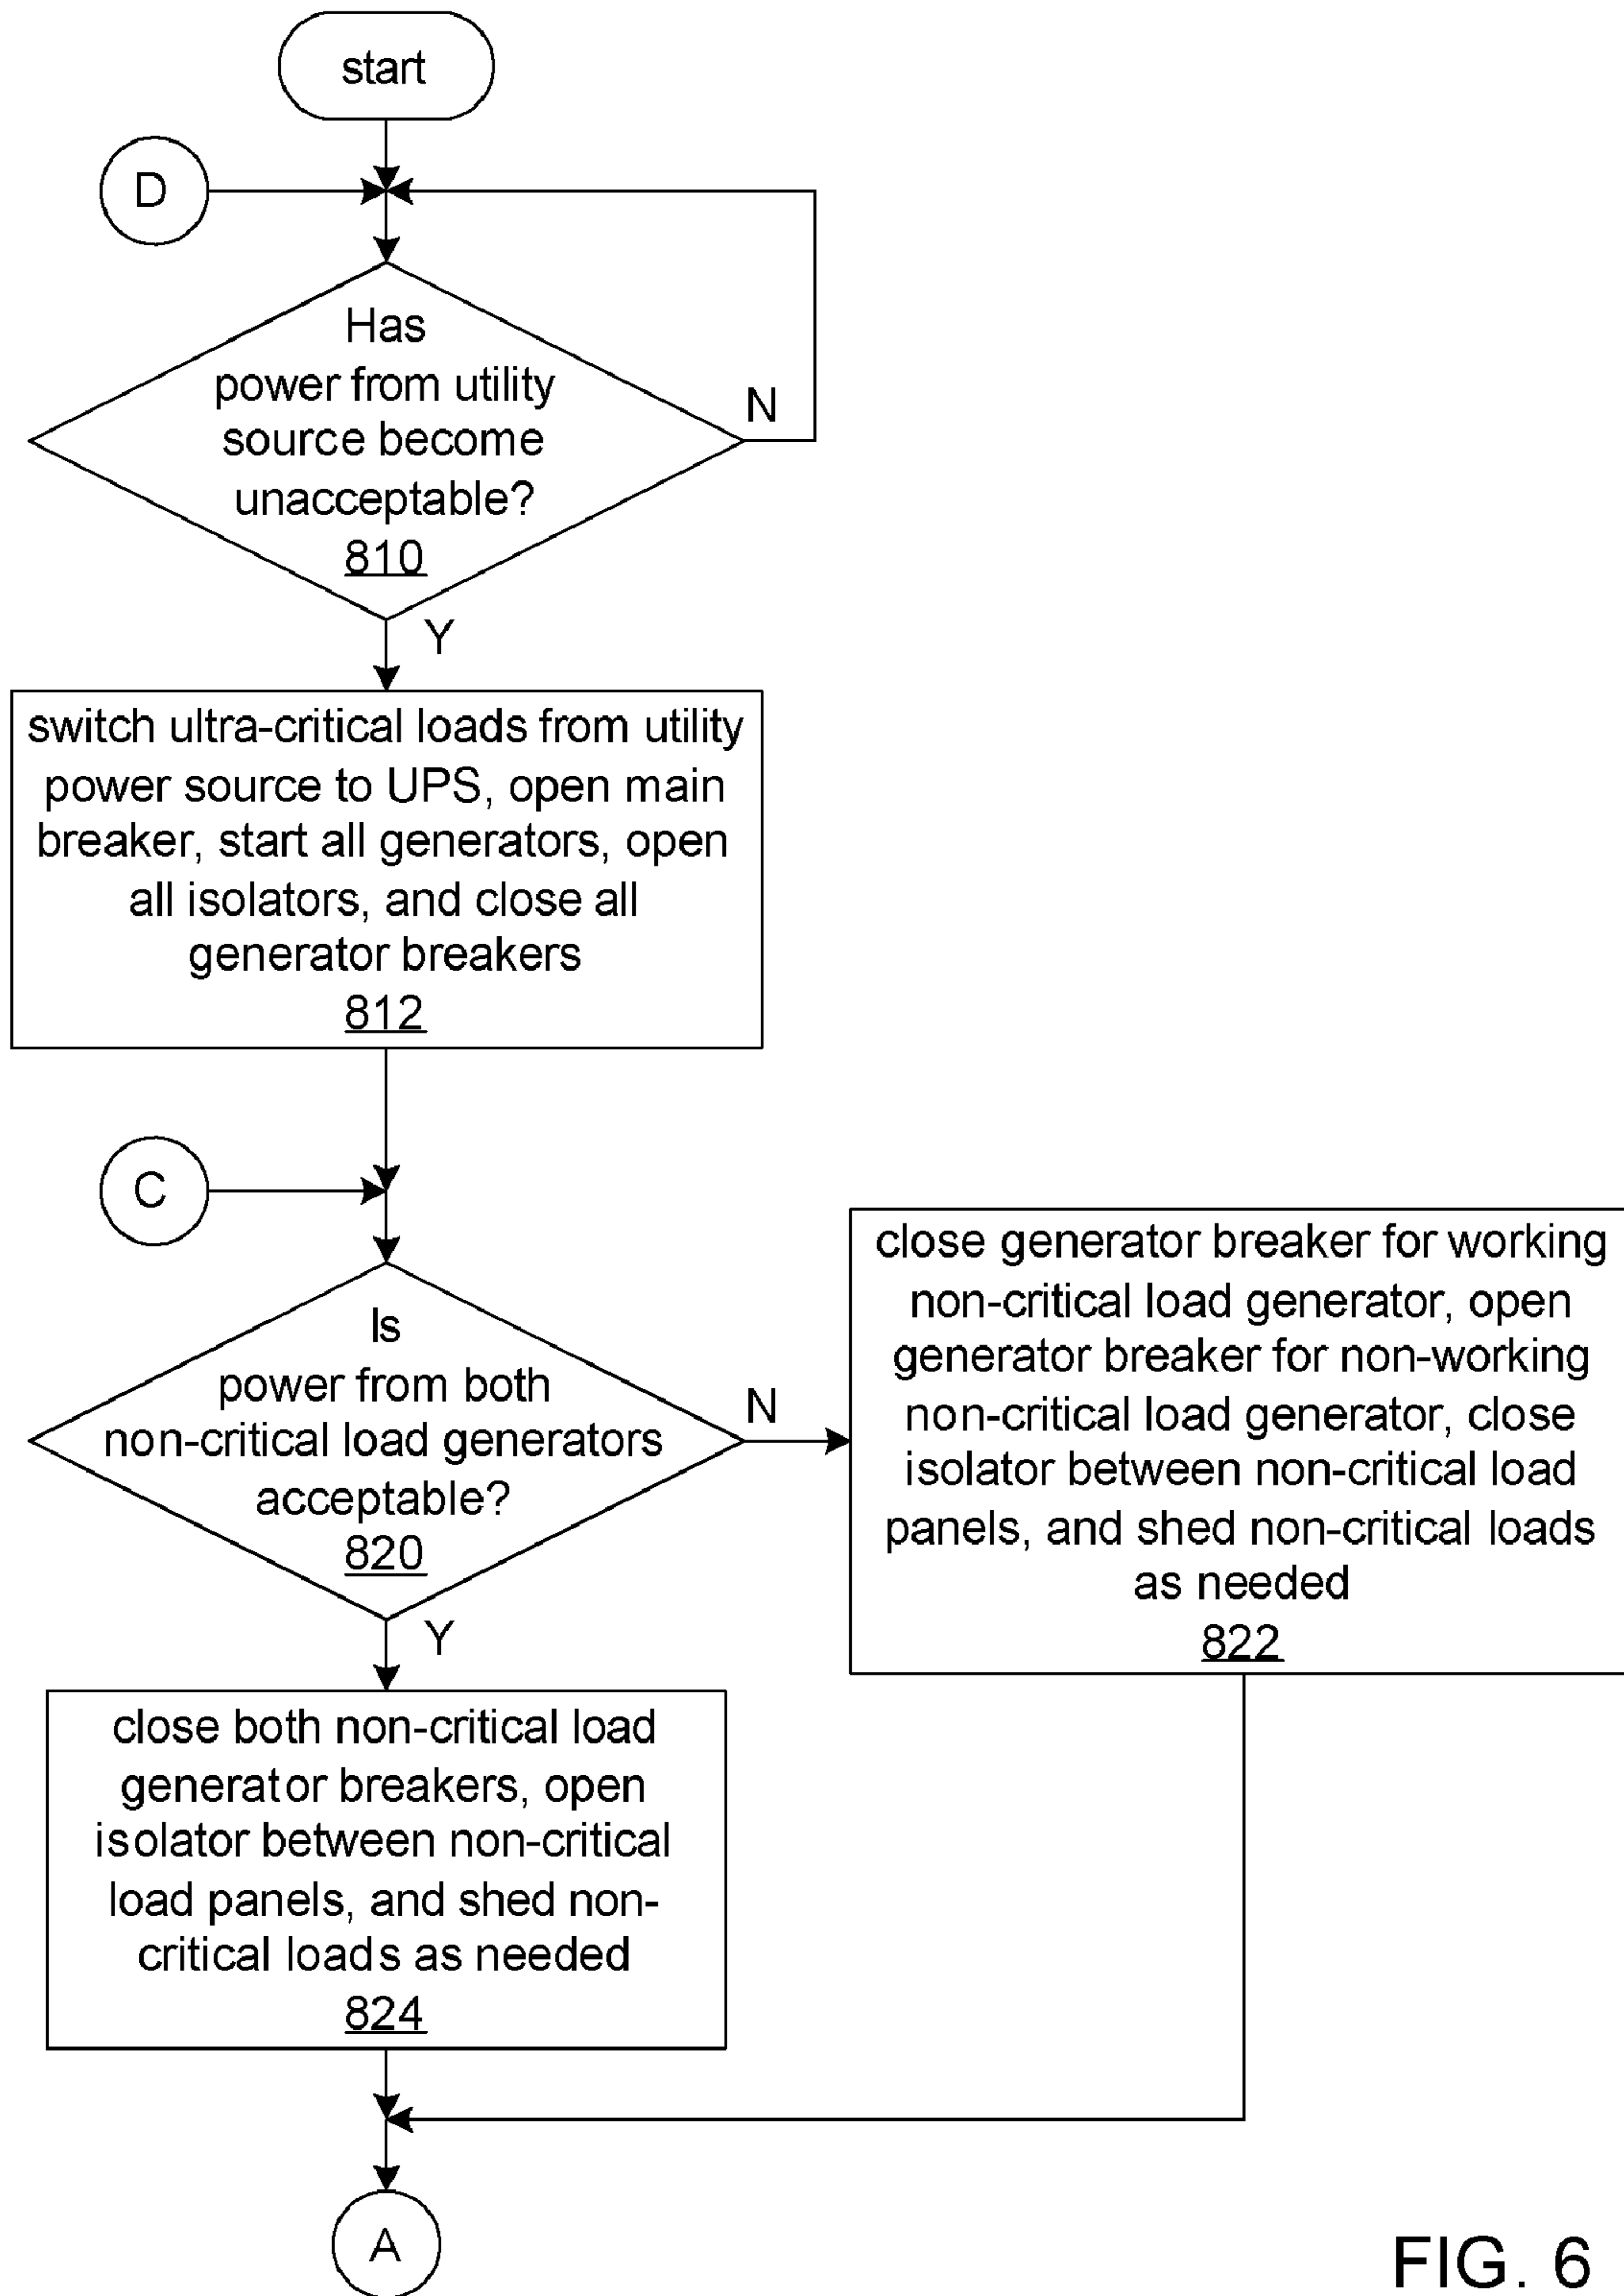 start
D
Has
power from utility
source become
unacceptable?
810
N
Y
switch ultra-critical loads from utility
power source to UPS, open main
breaker, start all generators, open
all isolators, and close all
generator breakers
812
C
Is
power from both
non-critical load generators
acceptable?
820
N
Y
close generator breaker for working
non-critical load generator, open
generator breaker for non-working
non-critical load generator, close
isolator between non-critical load
panels, and shed non-critical loads
as needed
822
close both non-critical load
generator breakers, open
isolator between non-critical
load panels, and shed non-
critical loads as needed
824
A
FIG. 6